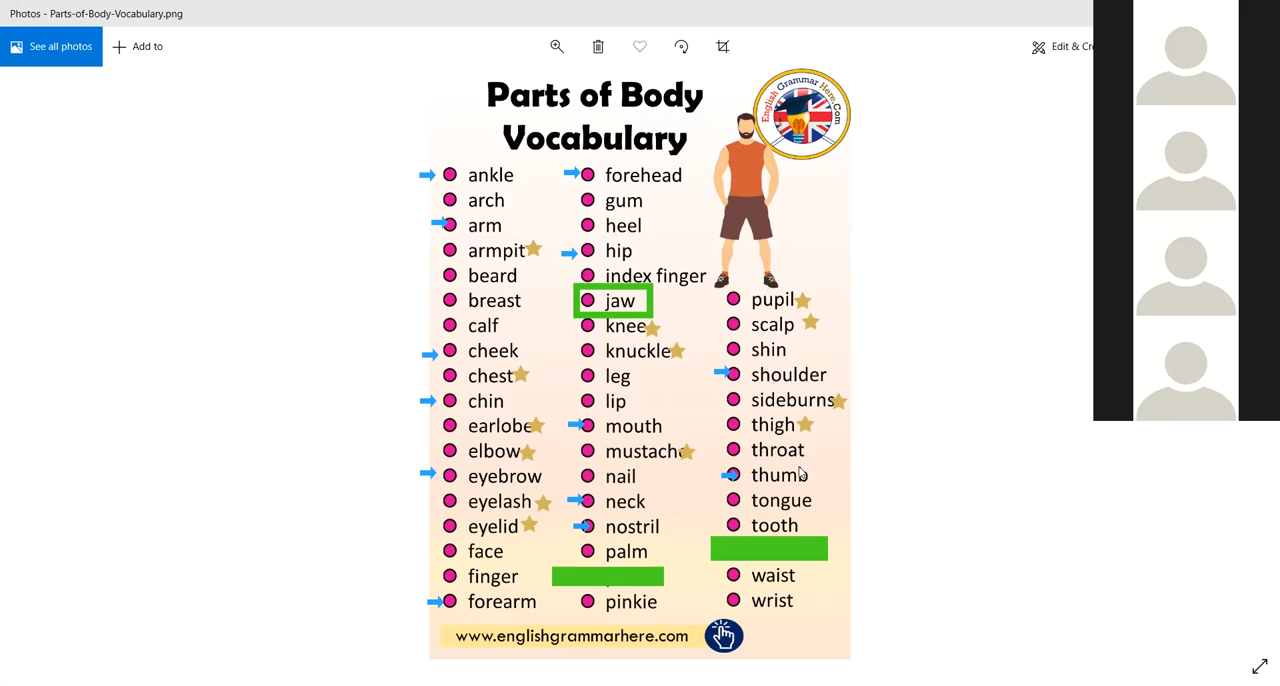 Photos - Parts-of-Body-Vocabulary.png
See all photos
Add to
Parts of Body
Vocabulary
English Grammar Here.Com
ankle
arch
arm
armpit
beard
breast
calf
cheek
chest
chin
earlobe
elbow
eyebrow
eyelash
eyelid
face
finger
forearm
forehead
gum
heel
hip
index finger
jaw
knee
knuckle
leg
lip
mouth
mustache
nail
neck
nostril
palm
pinkie
pupil
scalp
shin
shoulder
sideburns
thigh
throat
thumb
tongue
tooth
waist
wrist
www.englishgrammarhere.com